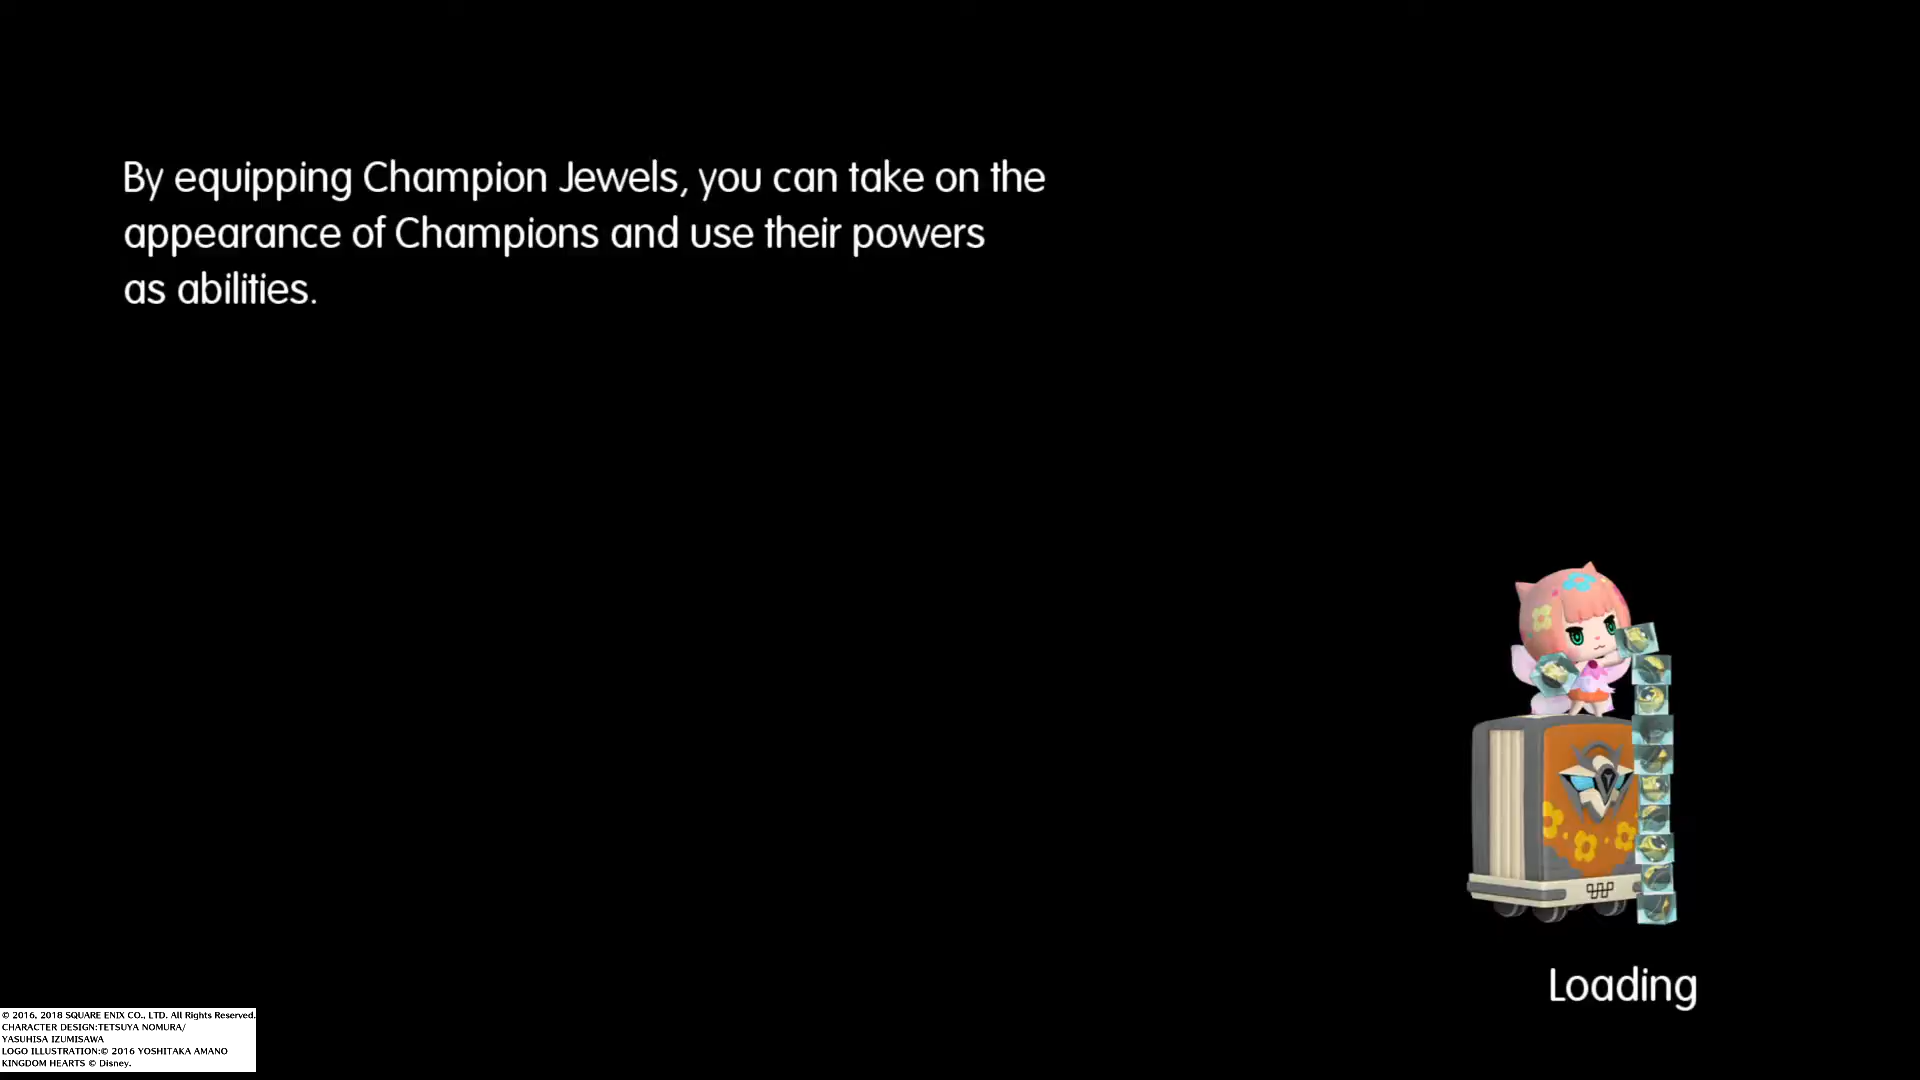 By equipping Champion Jewels, you can take on the
appearance of Champions and use their powers
as abilities.
Loading
© 2016, 2018 SQUARE ENIX CO., LTD. All Rights Reserved.
CHARACTER DESIGN:TETSUYA NOMURA/
YASUHISA IZUMISAWA
LOGO ILLUSTRATION:© 2016 YOSHITAKA AMANO
KINGDOM HEARTS © Disney.